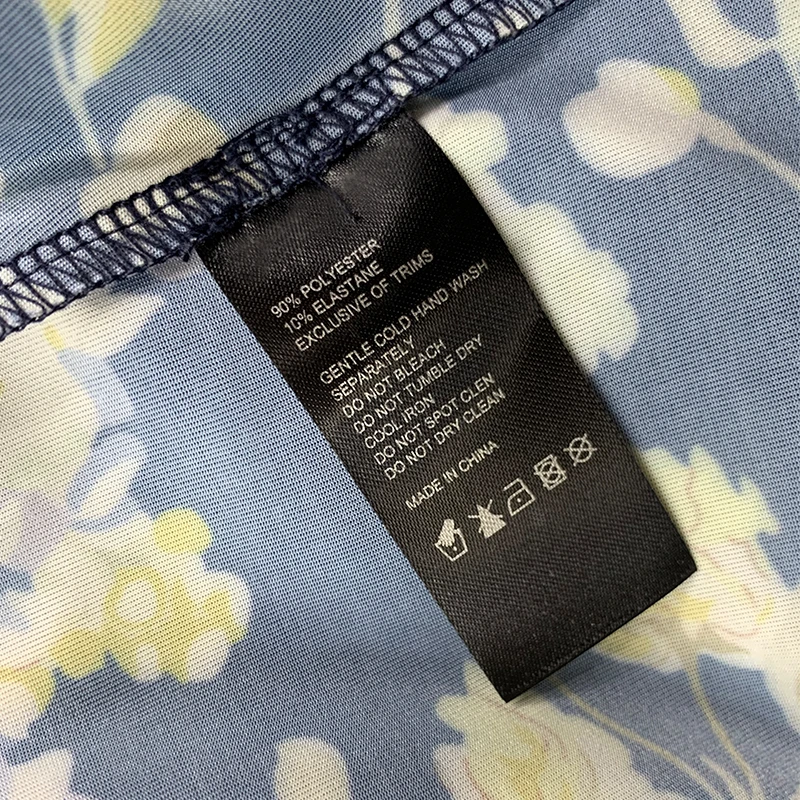 90% POLYESTER
10% ELASTANE
EXCLUSIVE OF TRIMS
GENTLE COLD HAND WASH
SEPARATELY
DO NOT BLEACH
DO NOT TUMBLE DRY
COOL IRON
DO NOT SPOT CLEN
DO NOT DRY CLEAN
MADE IN CHINA